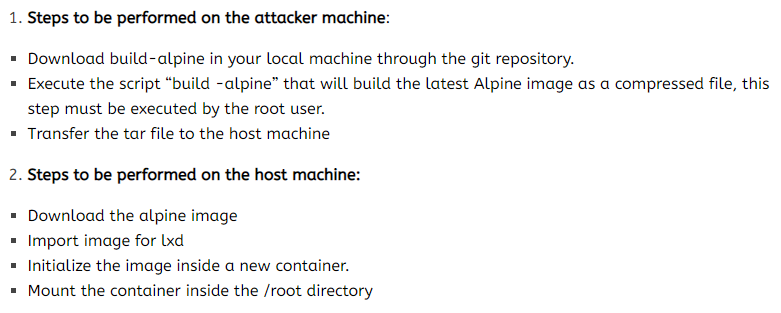 1. Steps to be performed on the attacker machine:
▪ Download build-alpine in your local machine through the git repository.
▪ Execute the script “build -alpine” that will build the latest Alpine image as a compressed file, this
step must be executed by the root user.
▪ Transfer the tar file to the host machine
2. Steps to be performed on the host machine:
▪ Download the alpine image
▪ Import image for lxd
▪ Initialize the image inside a new container.
▪ Mount the container inside the /root directory